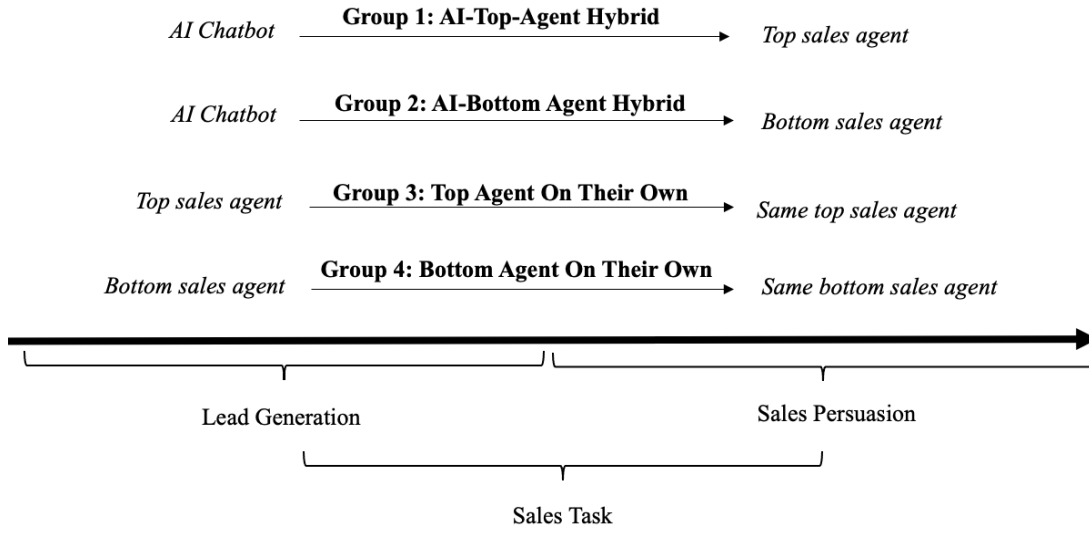 AI Chatbot Group 1: AI-Top-Agent Hybrid Top sales agent
AI Chatbot Group 2: AI-Bottom Agent Hybrid Bottom sales agent
Top sales agent Group 3: Top Agent On Their Own Same top sales agent
Bottom sales agent Group 4: Bottom Agent On Their Own Same bottom sales agent
Lead Generation Sales Persuasion
Sales Task